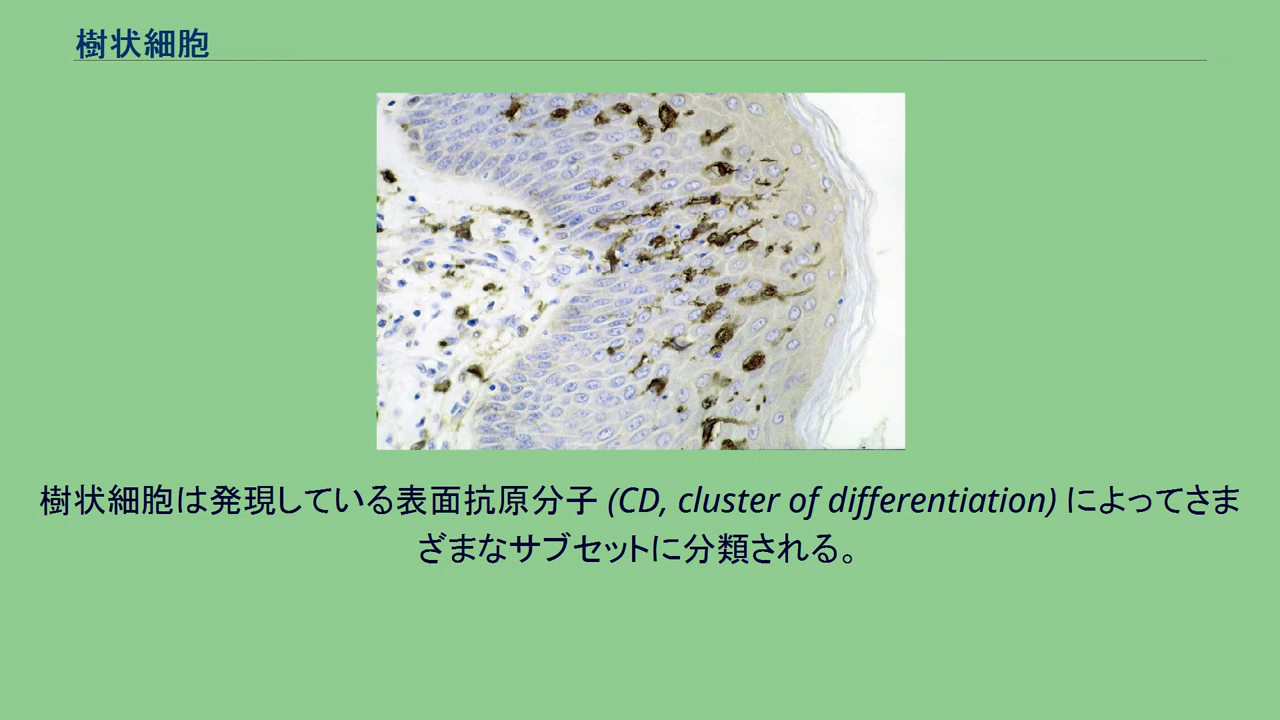 樹状細胞
樹状細胞は発現している表面抗原分子 (CD, cluster of differentiation) によってさま
ざまなサブセットに分類される。